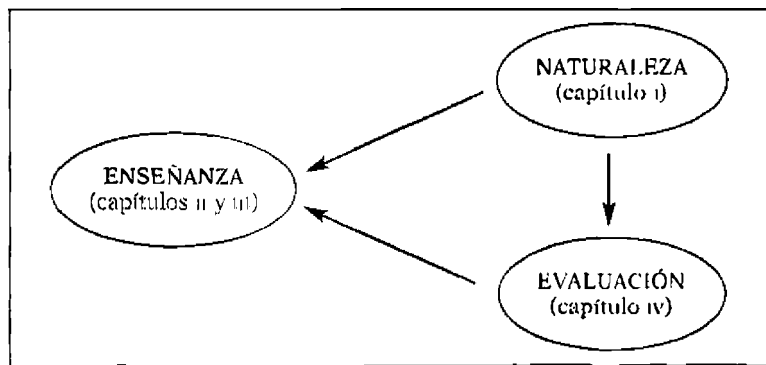 NATURALEZA
(capítulo I)
ENSEÑANZA
(capítulos II y III)
EVALUACIÓN
(capítulo IV)